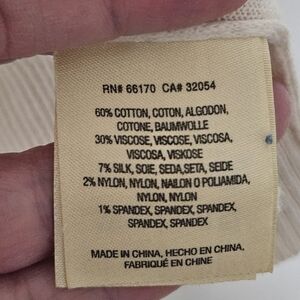 RN# 66170 CA# 32054
60% COTTON, COTON, ALGODON,
COTONE, BAUMWOLLE
30% VISCOSE, VISCOSE, VISCOSA,
VISCOSA, VISKOSE
7% SILK, SOIE, SEDA,SETA, SEIDE
2% NYLON, NYLON, NAILON O POLIAMIDA,
NYLON, NYLON
1% SPANDEX, SPANDEX, SPANDEX,
SPANDEX, SPANDEX
MADE IN CHINA, HECHO EN CHINA.
FABRIQUÉ EN CHINE